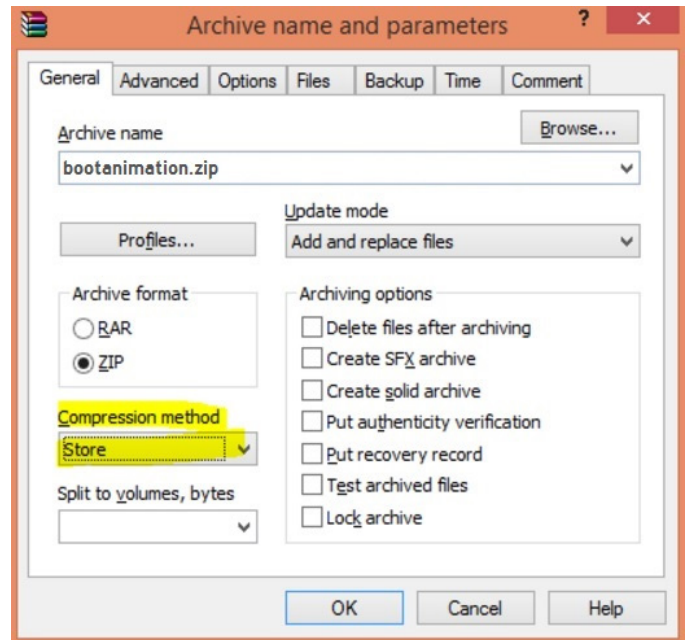 Archive name and parameters
? ×
General Advanced Options Files Backup Time Comment
Archive name
Browse...
bootanimation.zip
Profiles...
Update mode
Add and replace files
Archive format
RAR
ZIP
Compression method
Store
Split to volumes, bytes
Archiving options
Delete files after archiving
Create SFX archive
Create solid archive
Put authenticity verification
Put recovery record
Test archived files
Lock archive
OK Cancel Help